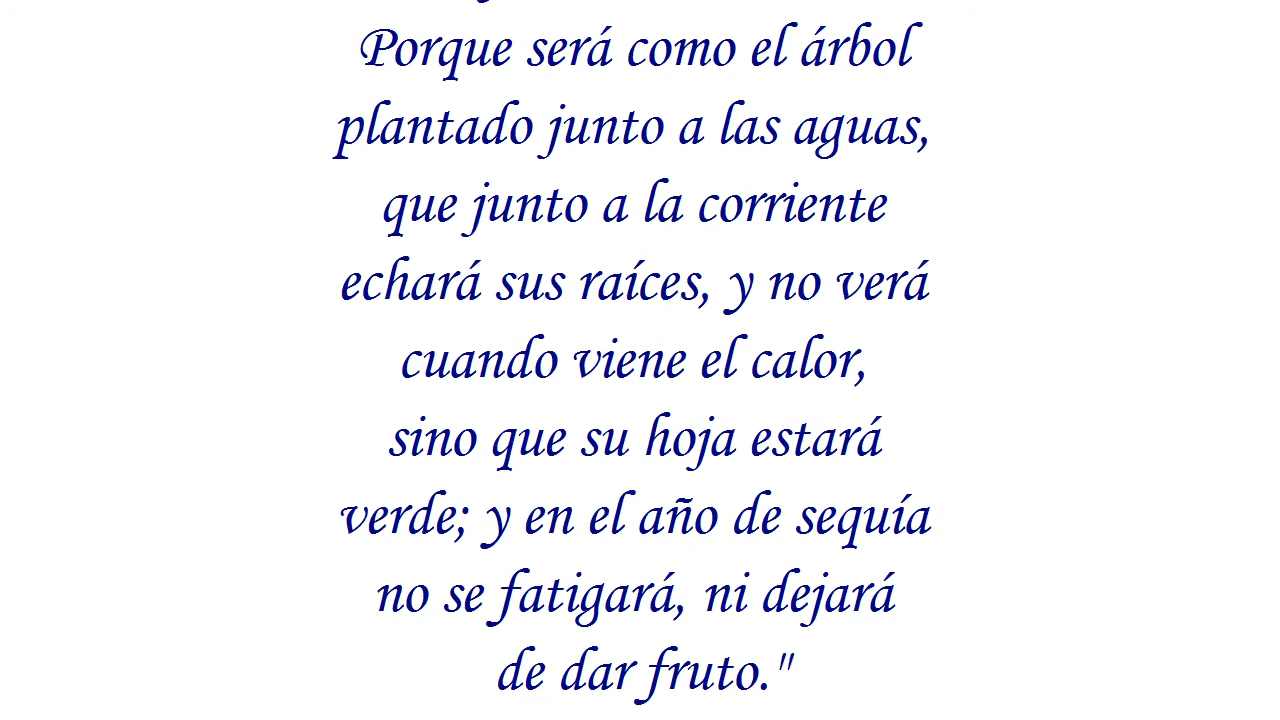 Porque será como el árbol
plantado junto a las aguas,
que junto a la corriente
echará sus raíces, y no verá
cuando viene el calor,
sino que su hoja estará
verde; y en el año de sequía
no se fatigará, ni dejará
de dar fruto."